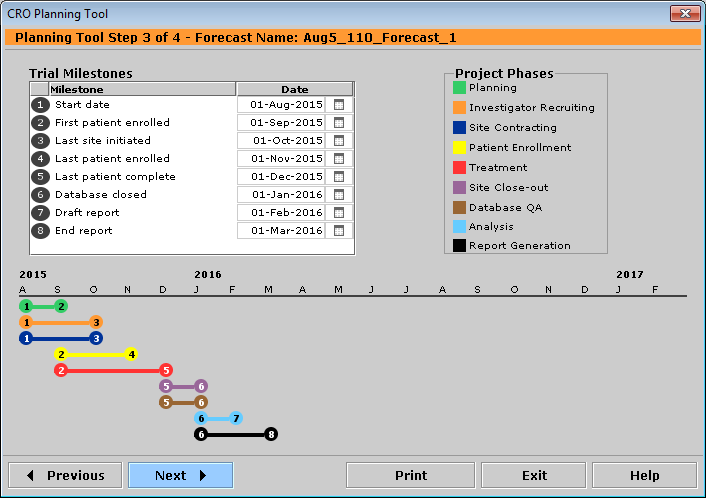 CRO Planning Tool
Planning Tool Step 3 of 4 - Forecast Name: Aug5_110_Forecast_1
Trial Milestones
Milestone Date
1 Start date 01-Aug-2015
2 First patient enrolled 01-Sep-2015
3 Last site initiated 01-Oct-2015
4 Last patient enrolled 01-Nov-2015
5 Last patient complete 01-Dec-2015
6 Database closed 01-Jan-2016
7 Draft report 01-Feb-2016
8 End report 01-Mar-2016
Project Phases
Planning
Investigator Recruiting
Site Contracting
Patient Enrollment
Treatment
Site Close-out
Database QA
Analysis
Report Generation
2015 2016 2017
A S O N D J F M A M J J A S O N D J F
1 2
1 3
1 3
2 4
2 5
5 6
5 6
6 7
6 8
Previous Next Print Exit Help